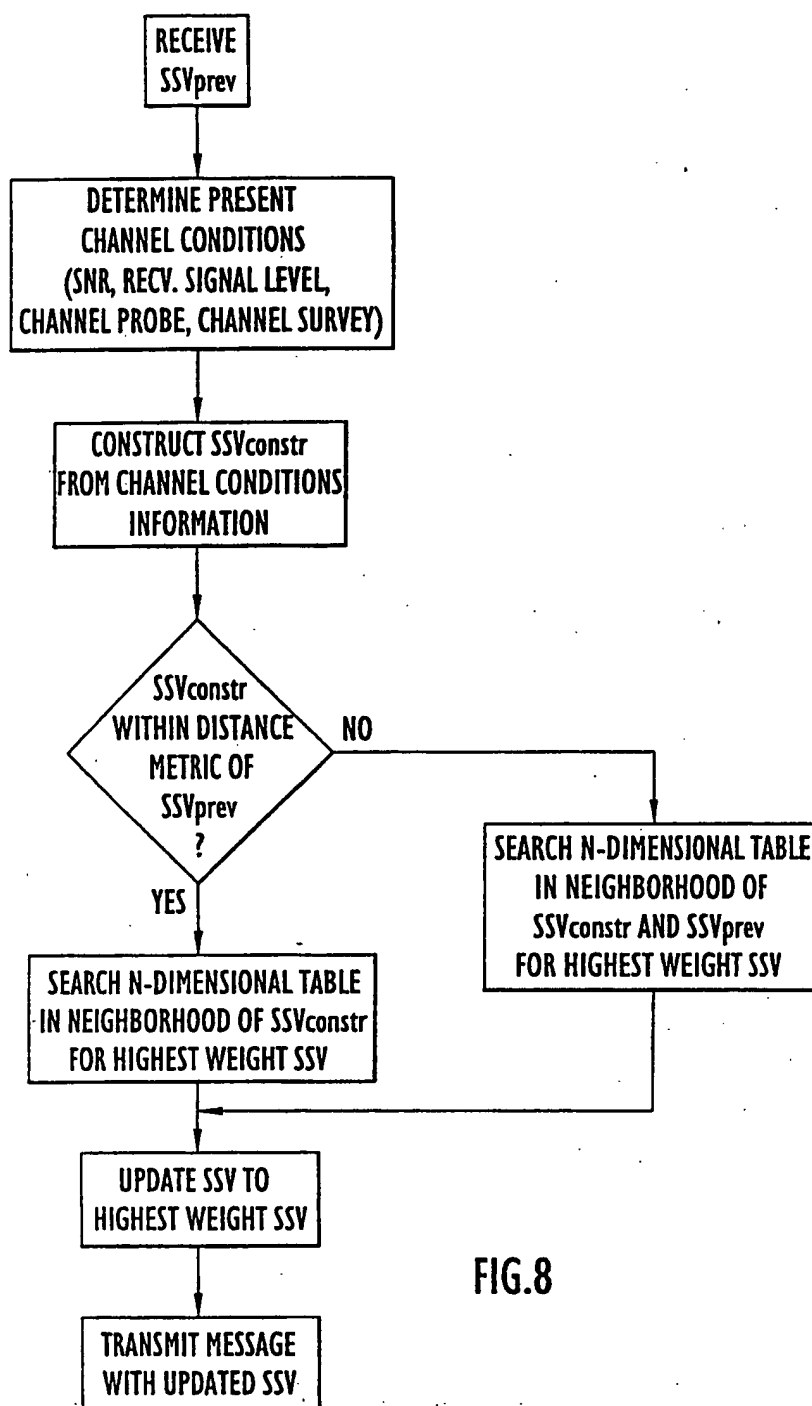 RECEIVE
SSVprev
DETERMINE PRESENT
CHANNEL CONDITIONS
(SNR, RECV. SIGNAL LEVEL,
CHANNEL PROBE, CHANNEL SURVEY)
CONSTRUCT SSVconstr
FROM CHANNEL CONDITIONS
INFORMATION
SSVconstr
WITHIN DISTANCE
METRIC OF
SSVprev
?
NO
YES
SEARCH N-DIMENSIONAL TABLE
IN NEIGHBORHOOD OF
SSVconstr AND SSVprev
FOR HIGHEST WEIGHT SSV
SEARCH N-DIMENSIONAL TABLE
IN NEIGHBORHOOD OF SSVconstr
FOR HIGHEST WEIGHT SSV
UPDATE SSV TO
HIGHEST WEIGHT SSV
TRANSMIT MESSAGE
WITH UPDATED SSV
FIG.8